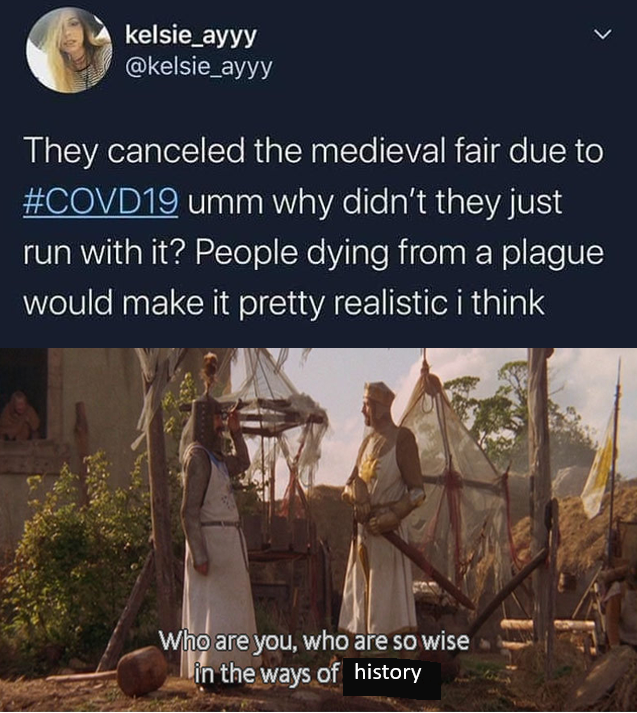 kelsie_ayyy
@kelsie_ayyy
They canceled the medieval fair due to
#COVD19 umm why didn't they just
run with it? People dying from a plague
would make it pretty realistic i think
Who are you, who are so wise
in the ways of history